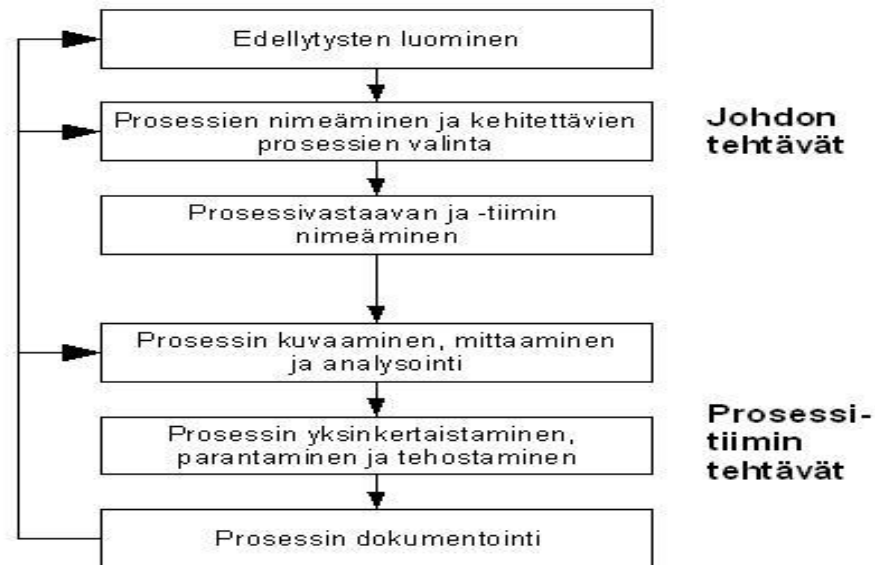 Edellytysten luominen
Prosessien nimeäminen ja kehitettävien
prosessien valinta
Johdon
tehtävät
Prosessivastaavan ja -tiimin
nimeäminen
Prosessin kuvaaminen, mittaaminen
ja analysointi
Prosessin yksinkertaistaminen,
parantaminen ja tehostaminen
Prosessi-
tiimin
tehtävät
Prosessin dokumentointi